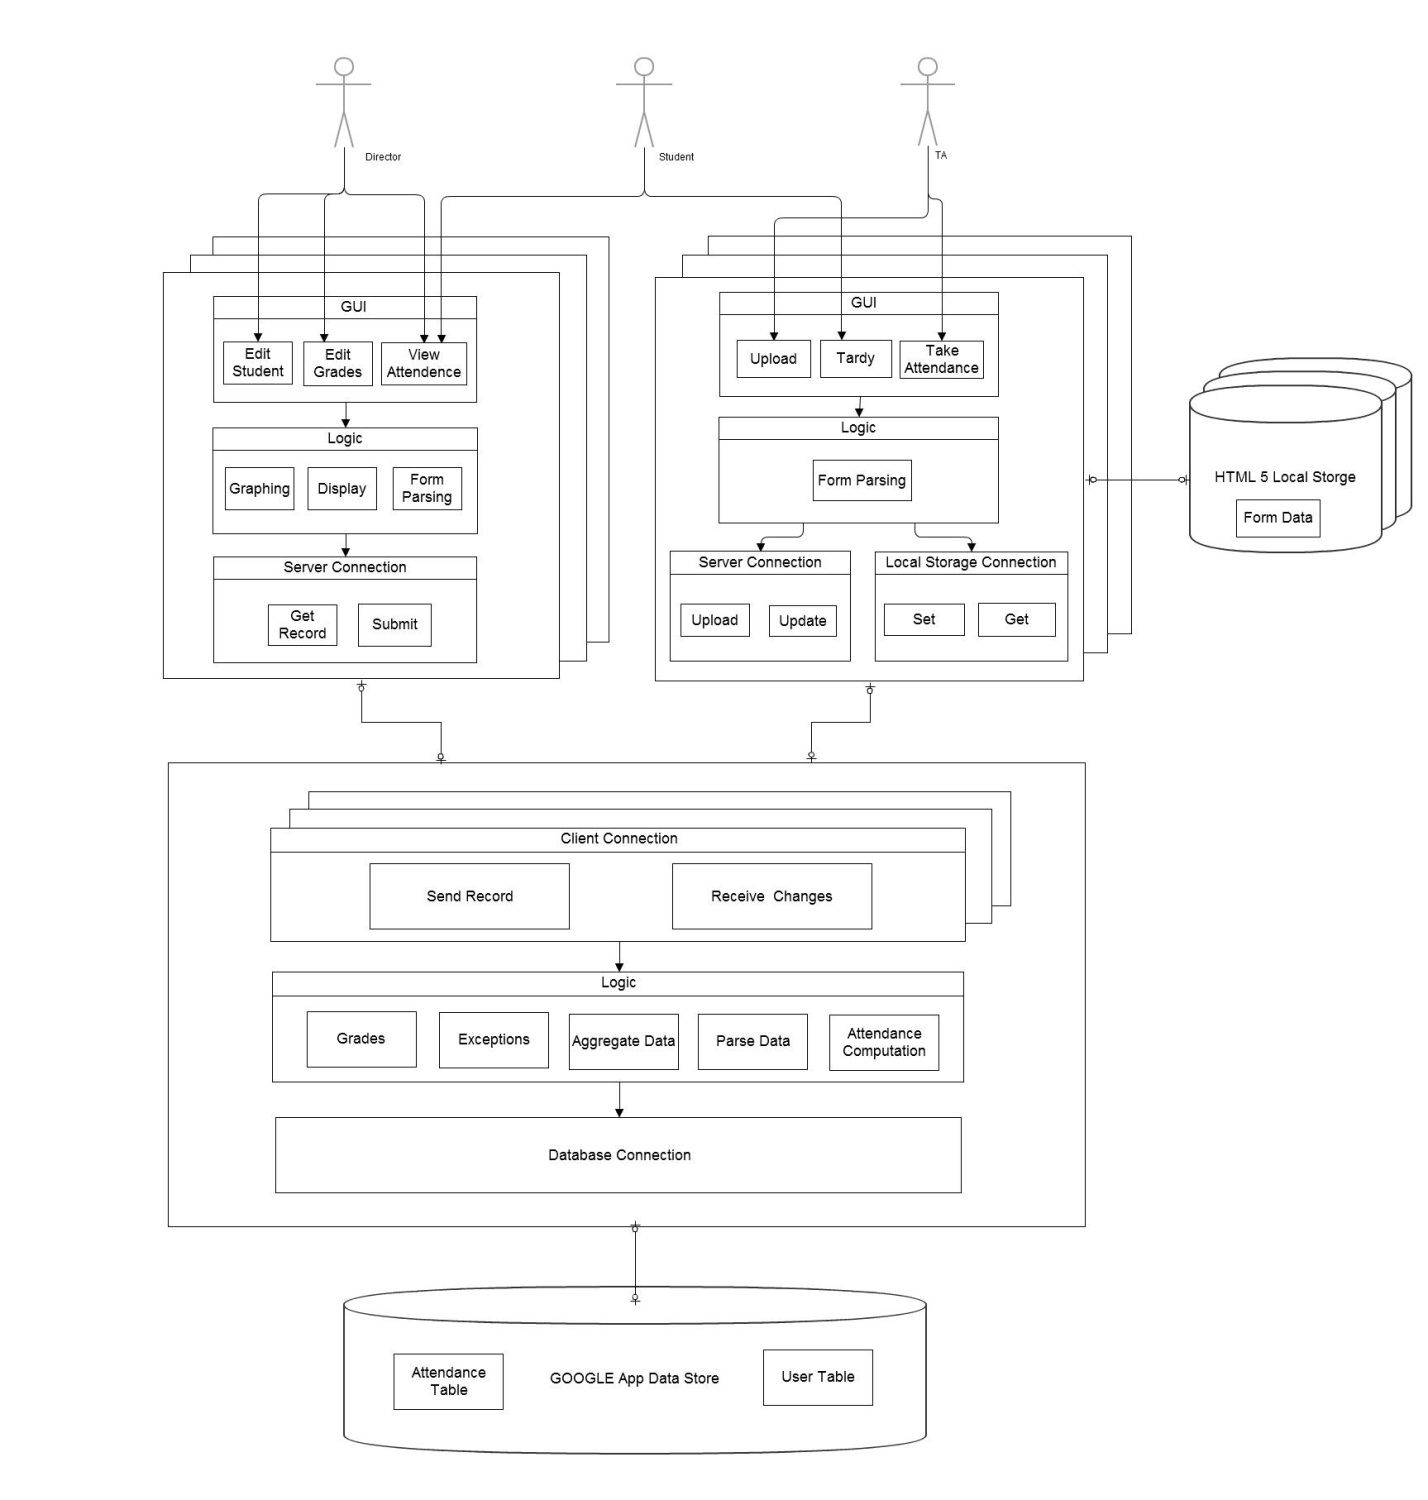 Director
Student
TA
GUI
Edit
Student
Edit
Grades
View
Attendence
Logic
Graphing
Display
Form
Parsing
Server Connection
Get
Record
Submit
GUI
Upload
Tardy
Take
Attendance
Logic
Form Parsing
Server Connection
Upload
Update
Local Storage Connection
Set
Get
HTML 5 Local Storge
Form Data
Client Connection
Send Record
Receive  Changes
Logic
Grades
Exceptions
Aggregate Data
Parse Data
Attendance
Computation
Database Connection
Attendance
Table
GOOGLE App Data Store
User Table